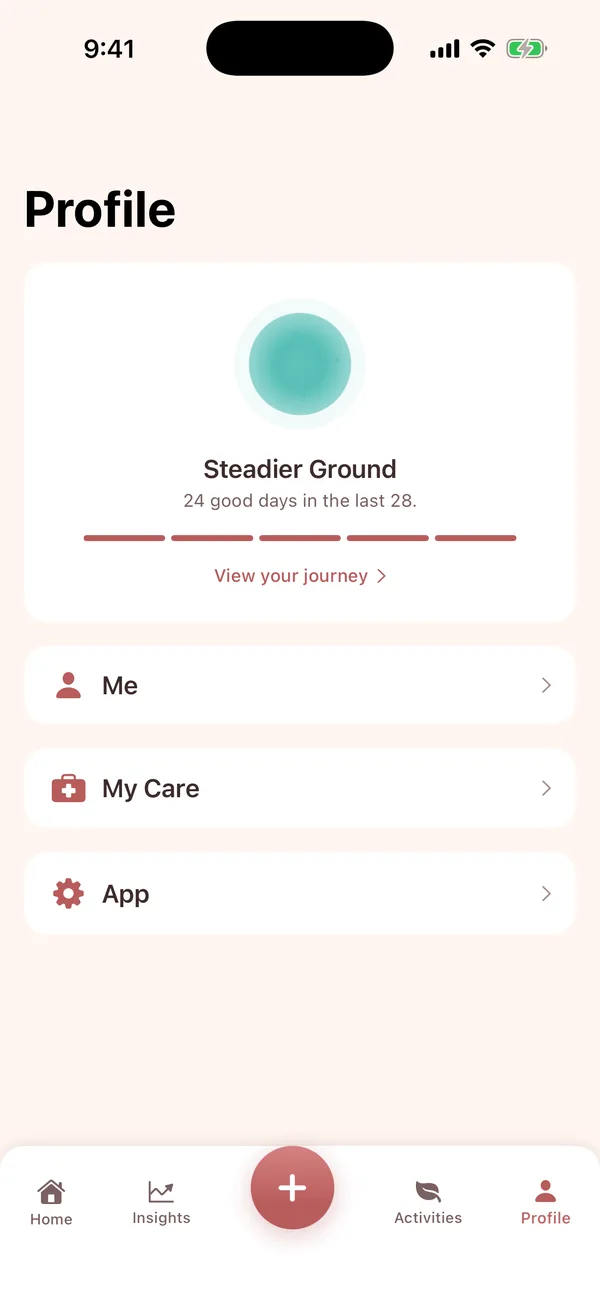 9:41
Profile
Steadier Ground
24 good days in the last 28.
View your journey
Me
My Care
App
Home
Insights
Activities
Profile